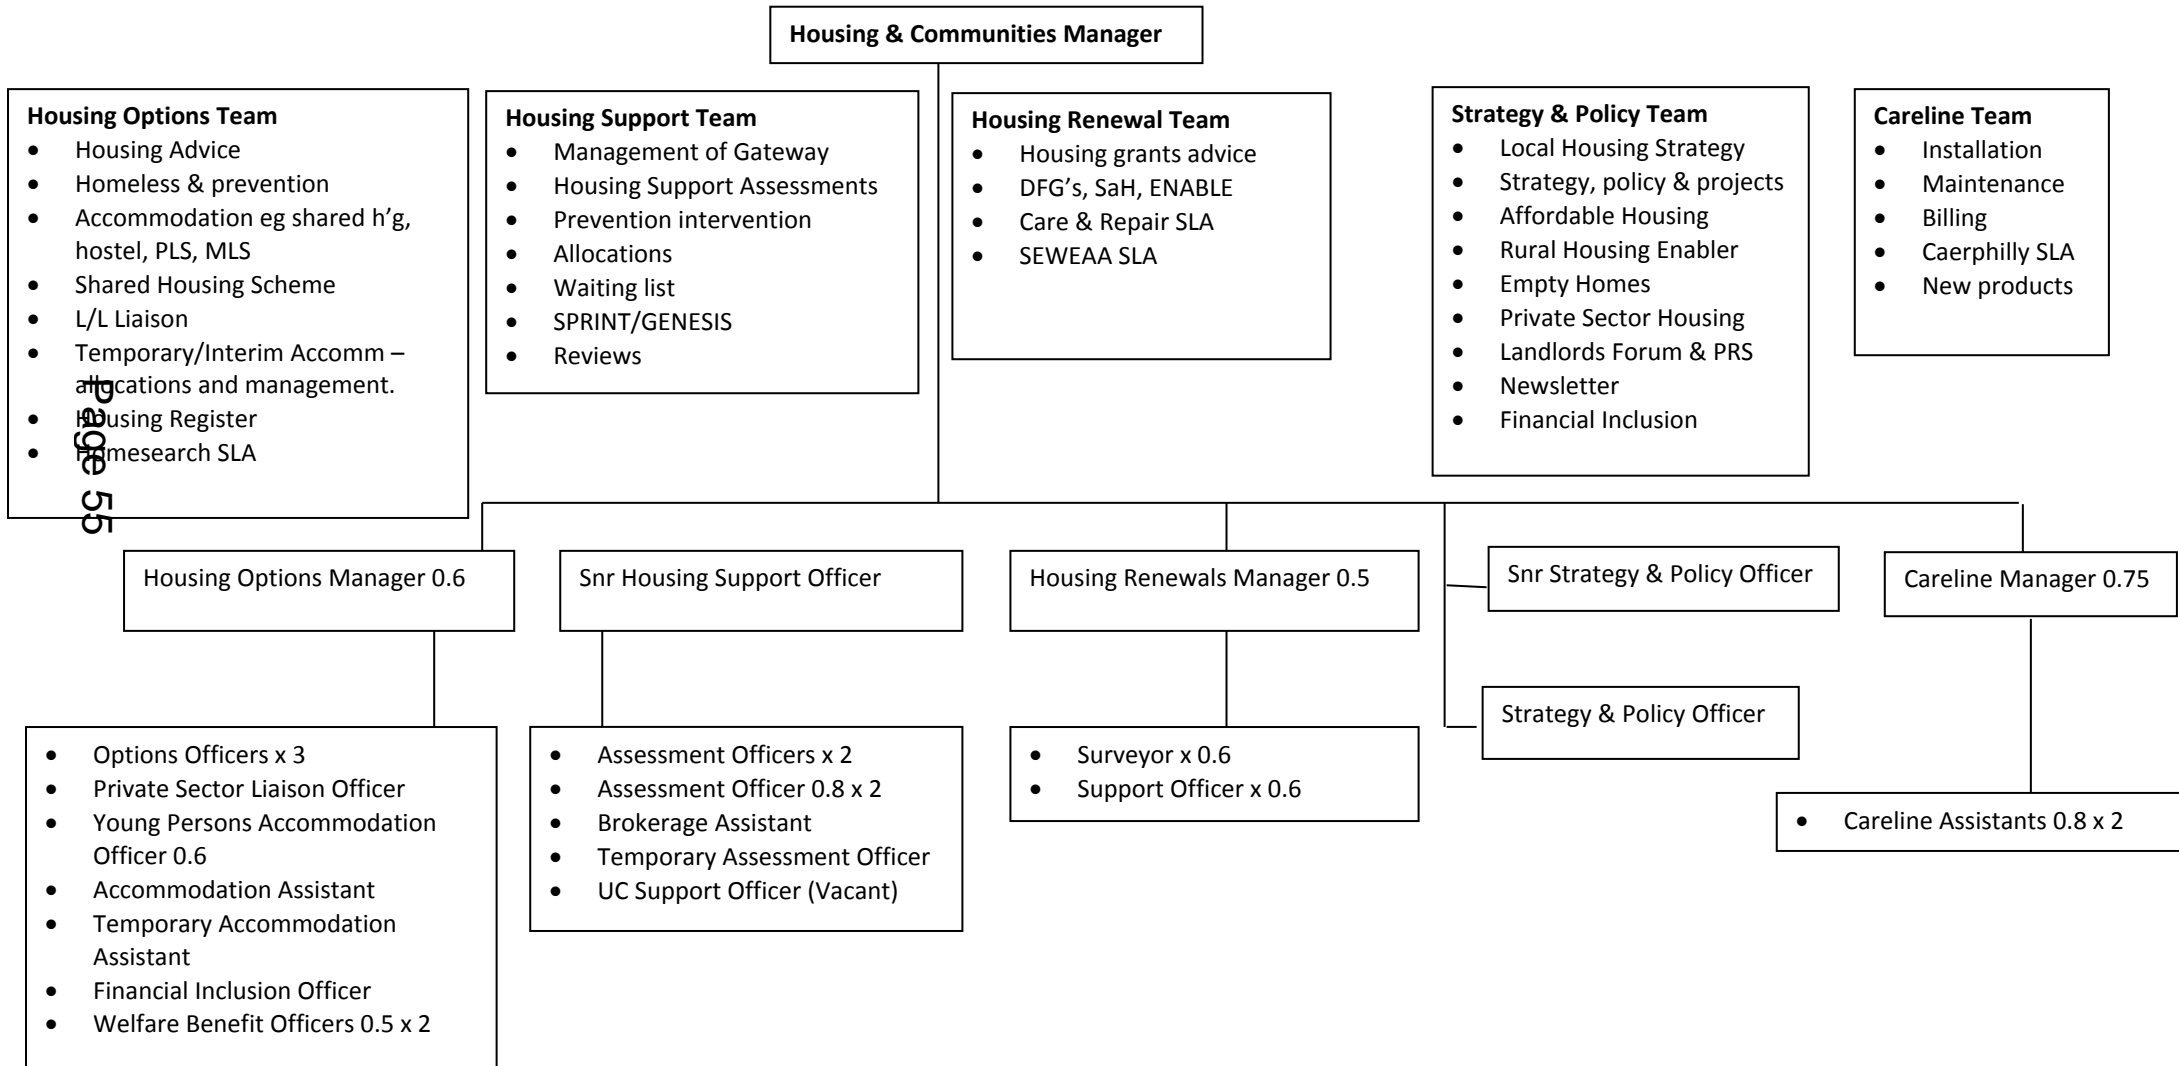 Housing & Communities Manager
Housing Options Team
• Housing Advice
• Homeless & prevention
• Accommodation eg shared h’g,
hostel, PLS, MLS
• Shared Housing Scheme
• L/L Liaison
• Temporary/Interim Accomm –
allocations and management.
• Housing Register
• Homesearch SLA
Page 55
Housing Support Team
• Management of Gateway
• Housing Support Assessments
• Prevention intervention
• Allocations
• Waiting list
• SPRINT/GENESIS
• Reviews
Housing Renewal Team
• Housing grants advice
• DFG’s, SaH, ENABLE
• Care & Repair SLA
• SEWEAA SLA
Strategy & Policy Team
• Local Housing Strategy
• Strategy, policy & projects
• Affordable Housing
• Rural Housing Enabler
• Empty Homes
• Private Sector Housing
• Landlords Forum & PRS
• Newsletter
• Financial Inclusion
Careline Team
• Installation
• Maintenance
• Billing
• Caerphilly SLA
• New products
Housing Options Manager 0.6
Snr Housing Support Officer
Housing Renewals Manager 0.5
Snr Strategy & Policy Officer
Careline Manager 0.75
Strategy & Policy Officer
• Options Officers x 3
• Private Sector Liaison Officer
• Young Persons Accommodation
Officer 0.6
• Accommodation Assistant
• Temporary Accommodation
Assistant
• Financial Inclusion Officer
• Welfare Benefit Officers 0.5 x 2
• Assessment Officers x 2
• Assessment Officer 0.8 x 2
• Brokerage Assistant
• Temporary Assessment Officer
• UC Support Officer (Vacant)
• Surveyor x 0.6
• Support Officer x 0.6
• Careline Assistants 0.8 x 2